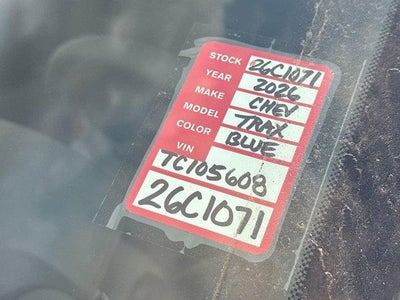 STOCK 26C1071
YEAR 2026
MAKE CHEV
MODEL TRAX
COLOR BLUE
VIN
TC105608
26C1071